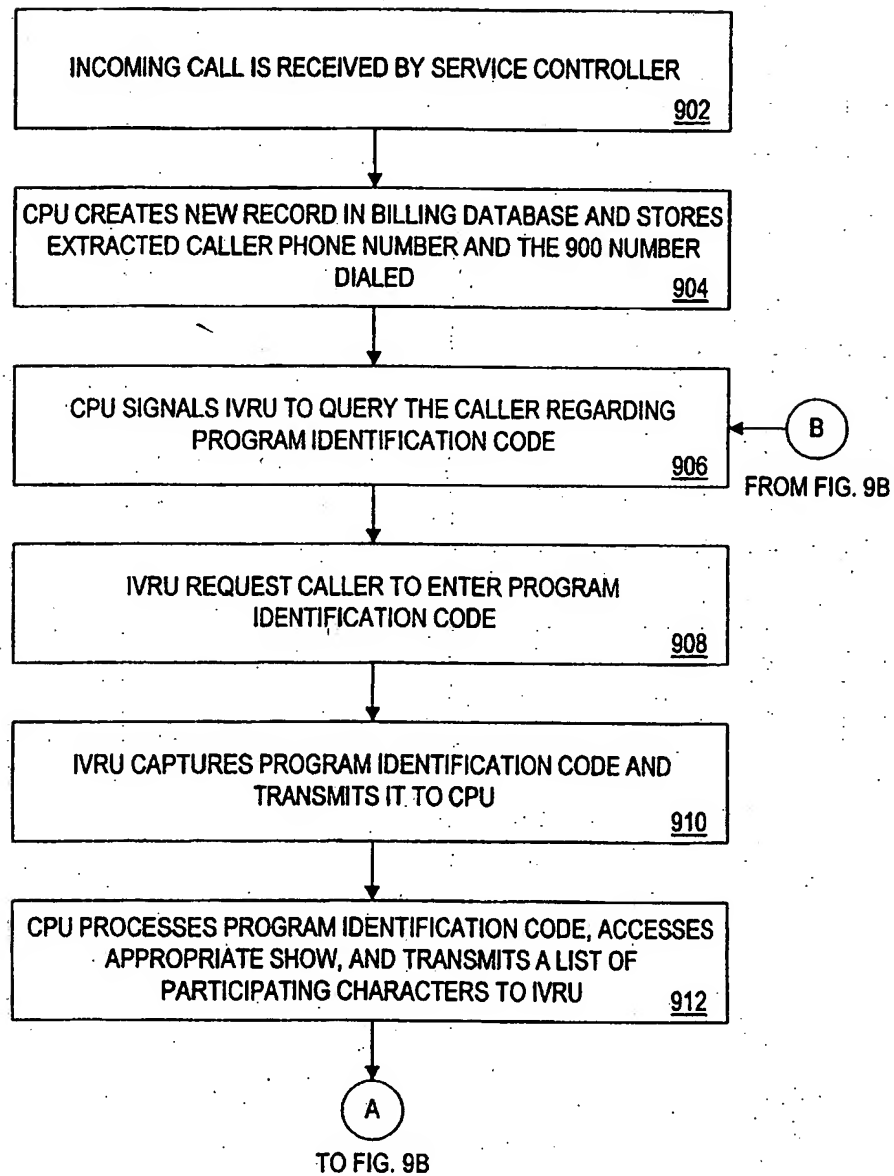 INCOMING CALL IS RECEIVED BY SERVICE CONTROLLER
902
CPU CREATES NEW RECORD IN BILLING DATABASE AND STORES
EXTRACTED CALLER PHONE NUMBER AND THE 900 NUMBER
DIALED
904
CPU SIGNALS IVRU TO QUERY THE CALLER REGARDING
PROGRAM IDENTIFICATION CODE
906
B
FROM FIG. 9B
IVRU REQUEST CALLER TO ENTER PROGRAM
IDENTIFICATION CODE
908
IVRU CAPTURES PROGRAM IDENTIFICATION CODE AND
TRANSMITS IT TO CPU
910
CPU PROCESSES PROGRAM IDENTIFICATION CODE, ACCESSES
APPROPRIATE SHOW, AND TRANSMITS A LIST OF
PARTICIPATING CHARACTERS TO IVRU
912
A
TO FIG. 9B